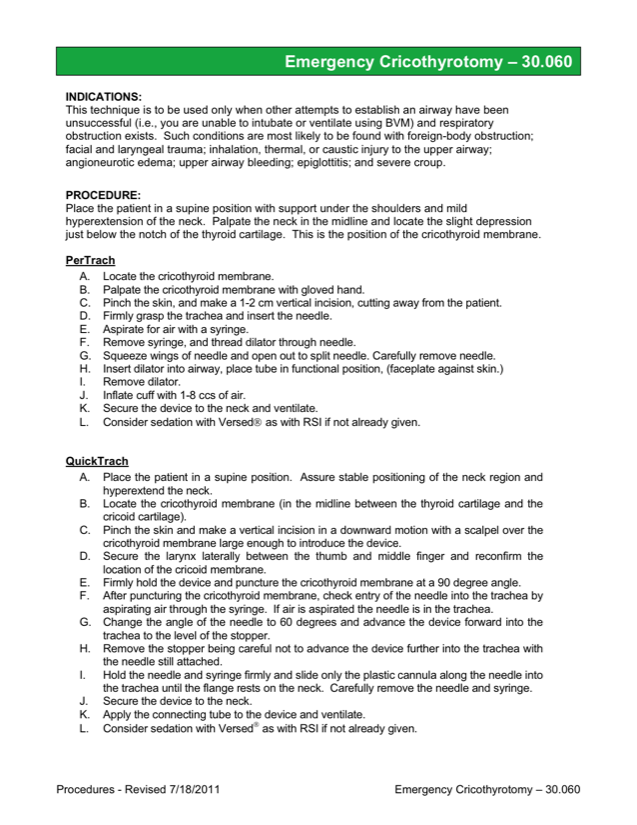 Emergency Cricothyrotomy – 30.060
INDICATIONS:
This technique is to be used only when other attempts to establish an airway have been
unsuccessful (i.e., you are unable to intubate or ventilate using BVM) and respiratory
obstruction exists.  Such conditions are most likely to be found with foreign-body obstruction;
facial and laryngeal trauma; inhalation, thermal, or caustic injury to the upper airway;
angioneurotic edema; upper airway bleeding; epiglottitis; and severe croup.
PROCEDURE:
Place the patient in a supine position with support under the shoulders and mild
hyperextension of the neck.  Palpate the neck in the midline and locate the slight depression
just below the notch of the thyroid cartilage.  This is the position of the cricothyroid membrane.
PerTrach
A. Locate the cricothyroid membrane.
B. Palpate the cricothyroid membrane with gloved hand.
C. Pinch the skin, and make a 1-2 cm vertical incision, cutting away from the patient.
D. Firmly grasp the trachea and insert the needle.
E. Aspirate for air with a syringe.
F. Remove syringe, and thread dilator through needle.
G. Squeeze wings of needle and open out to split needle. Carefully remove needle.
H. Insert dilator into airway, place tube in functional position, (faceplate against skin.)
I. Remove dilator.
J. Inflate cuff with 1-8 ccs of air.
K. Secure the device to the neck and ventilate.
L. Consider sedation with Versed® as with RSI if not already given.
QuickTrach
A. Place the patient in a supine position.  Assure stable positioning of the neck region and
hyperextend the neck.
B. Locate the cricothyroid membrane (in the midline between the thyroid cartilage and the
cricoid cartilage).
C. Pinch the skin and make a vertical incision in a downward motion with a scalpel over the
cricothyroid membrane large enough to introduce the device.
D. Secure the larynx laterally between the thumb and middle finger and reconfirm the
location of the cricoid membrane.
E. Firmly hold the device and puncture the cricothyroid membrane at a 90 degree angle.
F. After puncturing the cricothyroid membrane, check entry of the needle into the trachea by
aspirating air through the syringe.  If air is aspirated the needle is in the trachea.
G. Change the angle of the needle to 60 degrees and advance the device forward into the
trachea to the level of the stopper.
H. Remove the stopper being careful not to advance the device further into the trachea with
the needle still attached.
I. Hold the needle and syringe firmly and slide only the plastic cannula along the needle into
the trachea until the flange rests on the neck.  Carefully remove the needle and syringe.
J. Secure the device to the neck.
K. Apply the connecting tube to the device and ventilate.
L. Consider sedation with Versed® as with RSI if not already given.
Procedures - Revised 7/18/2011 Emergency Cricothyrotomy – 30.060